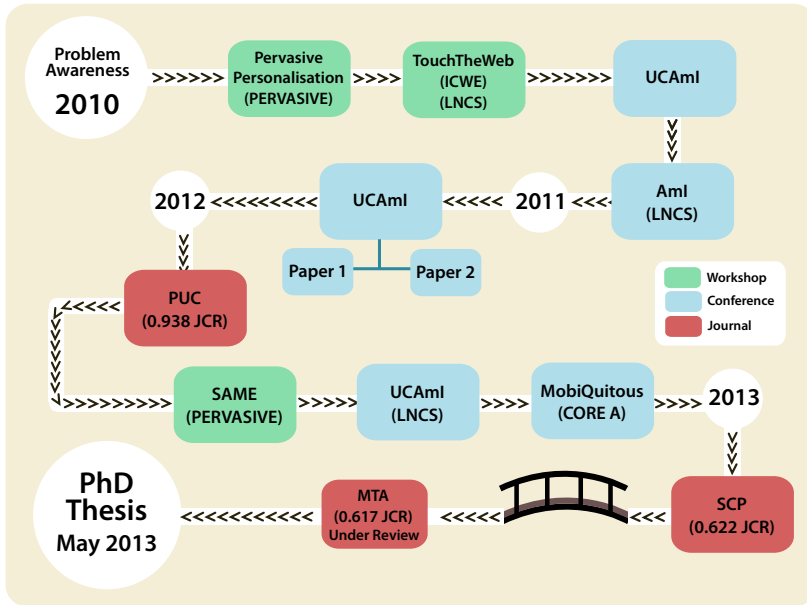 Problem
Awareness
2010
Pervasive
Personalisation
(PERVASIVE)
TouchTheWeb
(ICWE)
(LNCS)
UCAmI
AmI
(LNCS)
2011
UCAmI
Paper 1
Paper 2
2012
PUC
(0.938 JCR)
Workshop
Conference
Journal
SAME
(PERVASIVE)
UCAmI
(LNCS)
MobiQuitous
(CORE A)
2013
SCP
(0.622 JCR)
MTA
(0.617 JCR)
Under Review
PhD
Thesis
May 2013